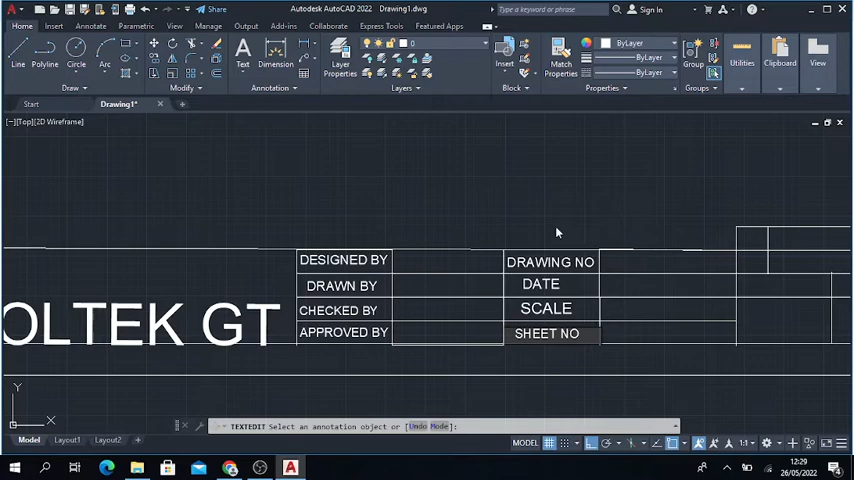 Share
Autodesk AutoCAD 2022
Drawing1.dwg
Type a keyword or phrase
Sign In
Home
Insert
Annotate
Parametric
View
Manage
Output
Add-ins
Collaborate
Express Tools
Featured Apps
Line
Polyline
Circle
Arc
Text
Dimension
Layer
Properties
0
Insert
Match
Properties
ByLayer
ByLayer
ByLayer
Group
Utilities
Clipboard
View
Draw
Modify
Annotation
Layers
Block
Properties
Groups
Start
Drawing1*
[−][Top][2D Wireframe]
DESIGNED BY
DRAWING NO
DRAWN BY
DATE
OLTEK GT
CHECKED BY
SCALE
APPROVED BY
SHEET NO
Y
X
TEXTEDIT Select an annotation object or [Undo Mode]:
Model
Layout1
Layout2
MODEL
1:1
12:29
26/05/2022
4